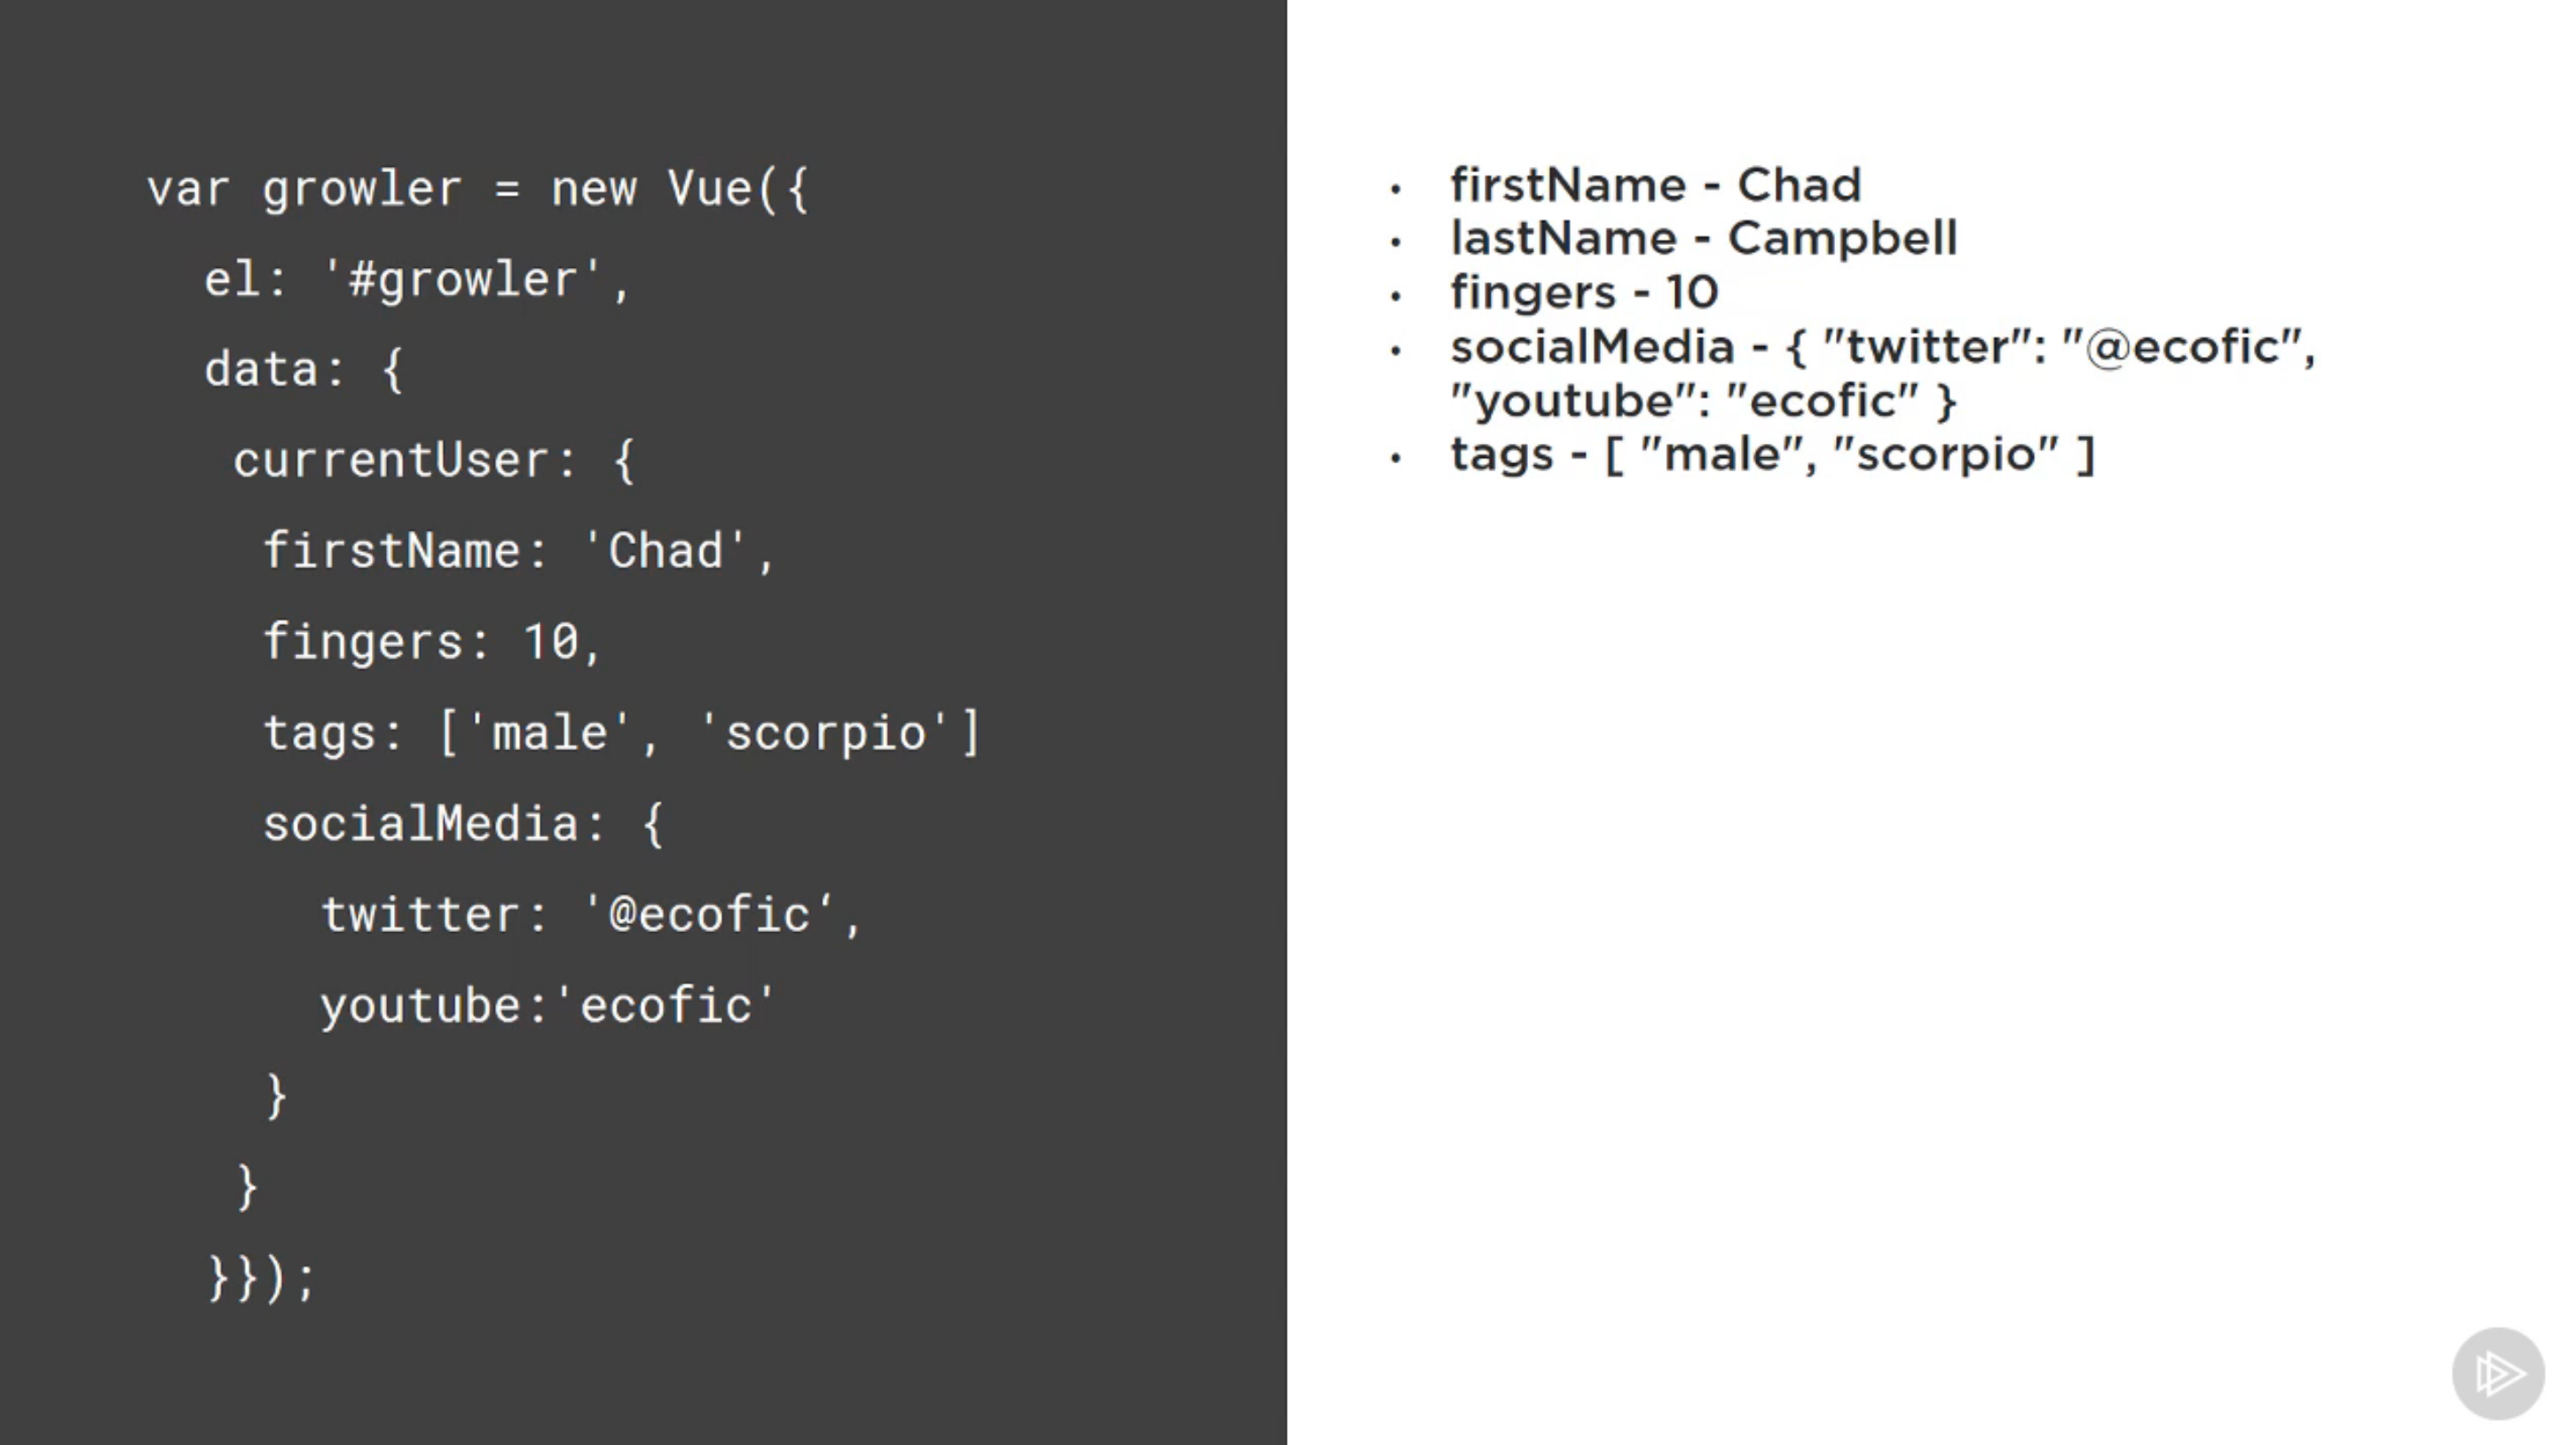 var growler = new Vue({
el: '#growler',
data: {
currentUser: {
firstName: 'Chad',
fingers: 10,
tags: ['male', 'scorpio']
socialMedia: {
twitter: '@ecofic‘,
youtube:'ecofic'
}
}
}});
• firstName - Chad
• lastName - Campbell
• fingers - 10
• socialMedia - { "twitter": "@ecofic",
"youtube": "ecofic" }
• tags - [ "male", "scorpio" ]